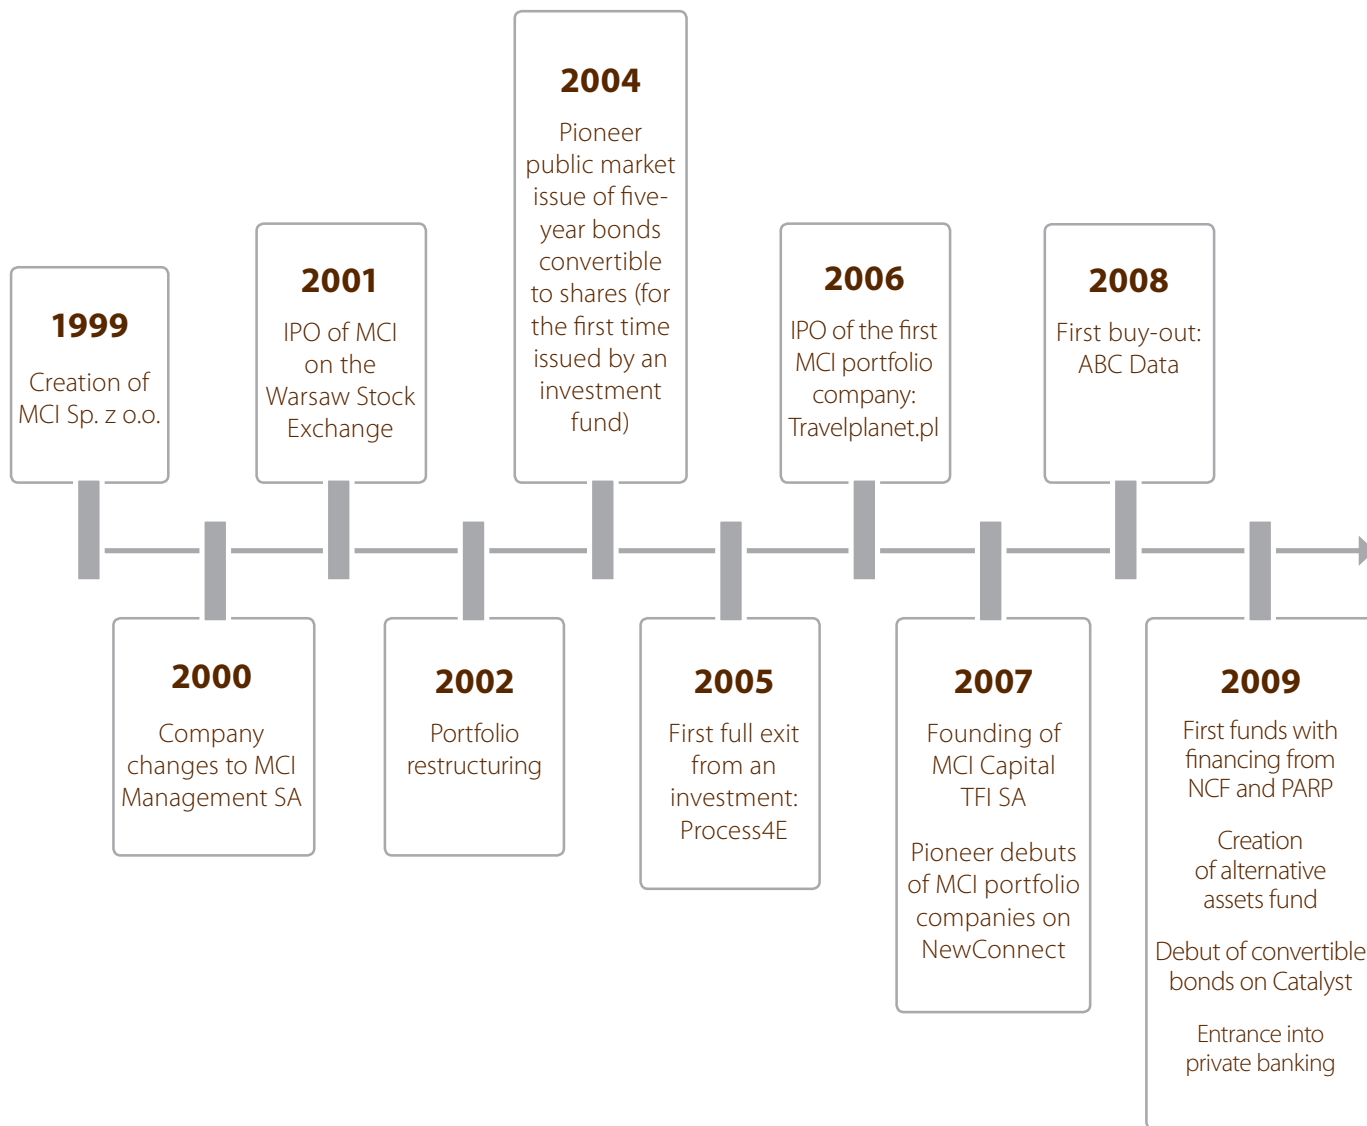 1999
Creation of
MCI Sp. z o.o.
2000
Company
changes to MCI
Management SA
2001
IPO of MCI
on the
Warsaw Stock
Exchange
2002
Portfolio
restructuring
2004
Pioneer
public market
issue of five-
year bonds
convertible
to shares (for
the first time
issued by an
investment
fund)
2005
First full exit
from an
investment:
Process4E
2006
IPO of the first
MCI portfolio
company:
Travelplanet.pl
2007
Founding of
MCI Capital
TFI SA
Pioneer debuts
of MCI portfolio
companies on
NewConnect
2008
First buy-out:
ABC Data
2009
First funds with
financing from
NCF and PARP
Creation
of alternative
assets fund
Debut of convertible
bonds on Catalyst
Entrance into
private banking